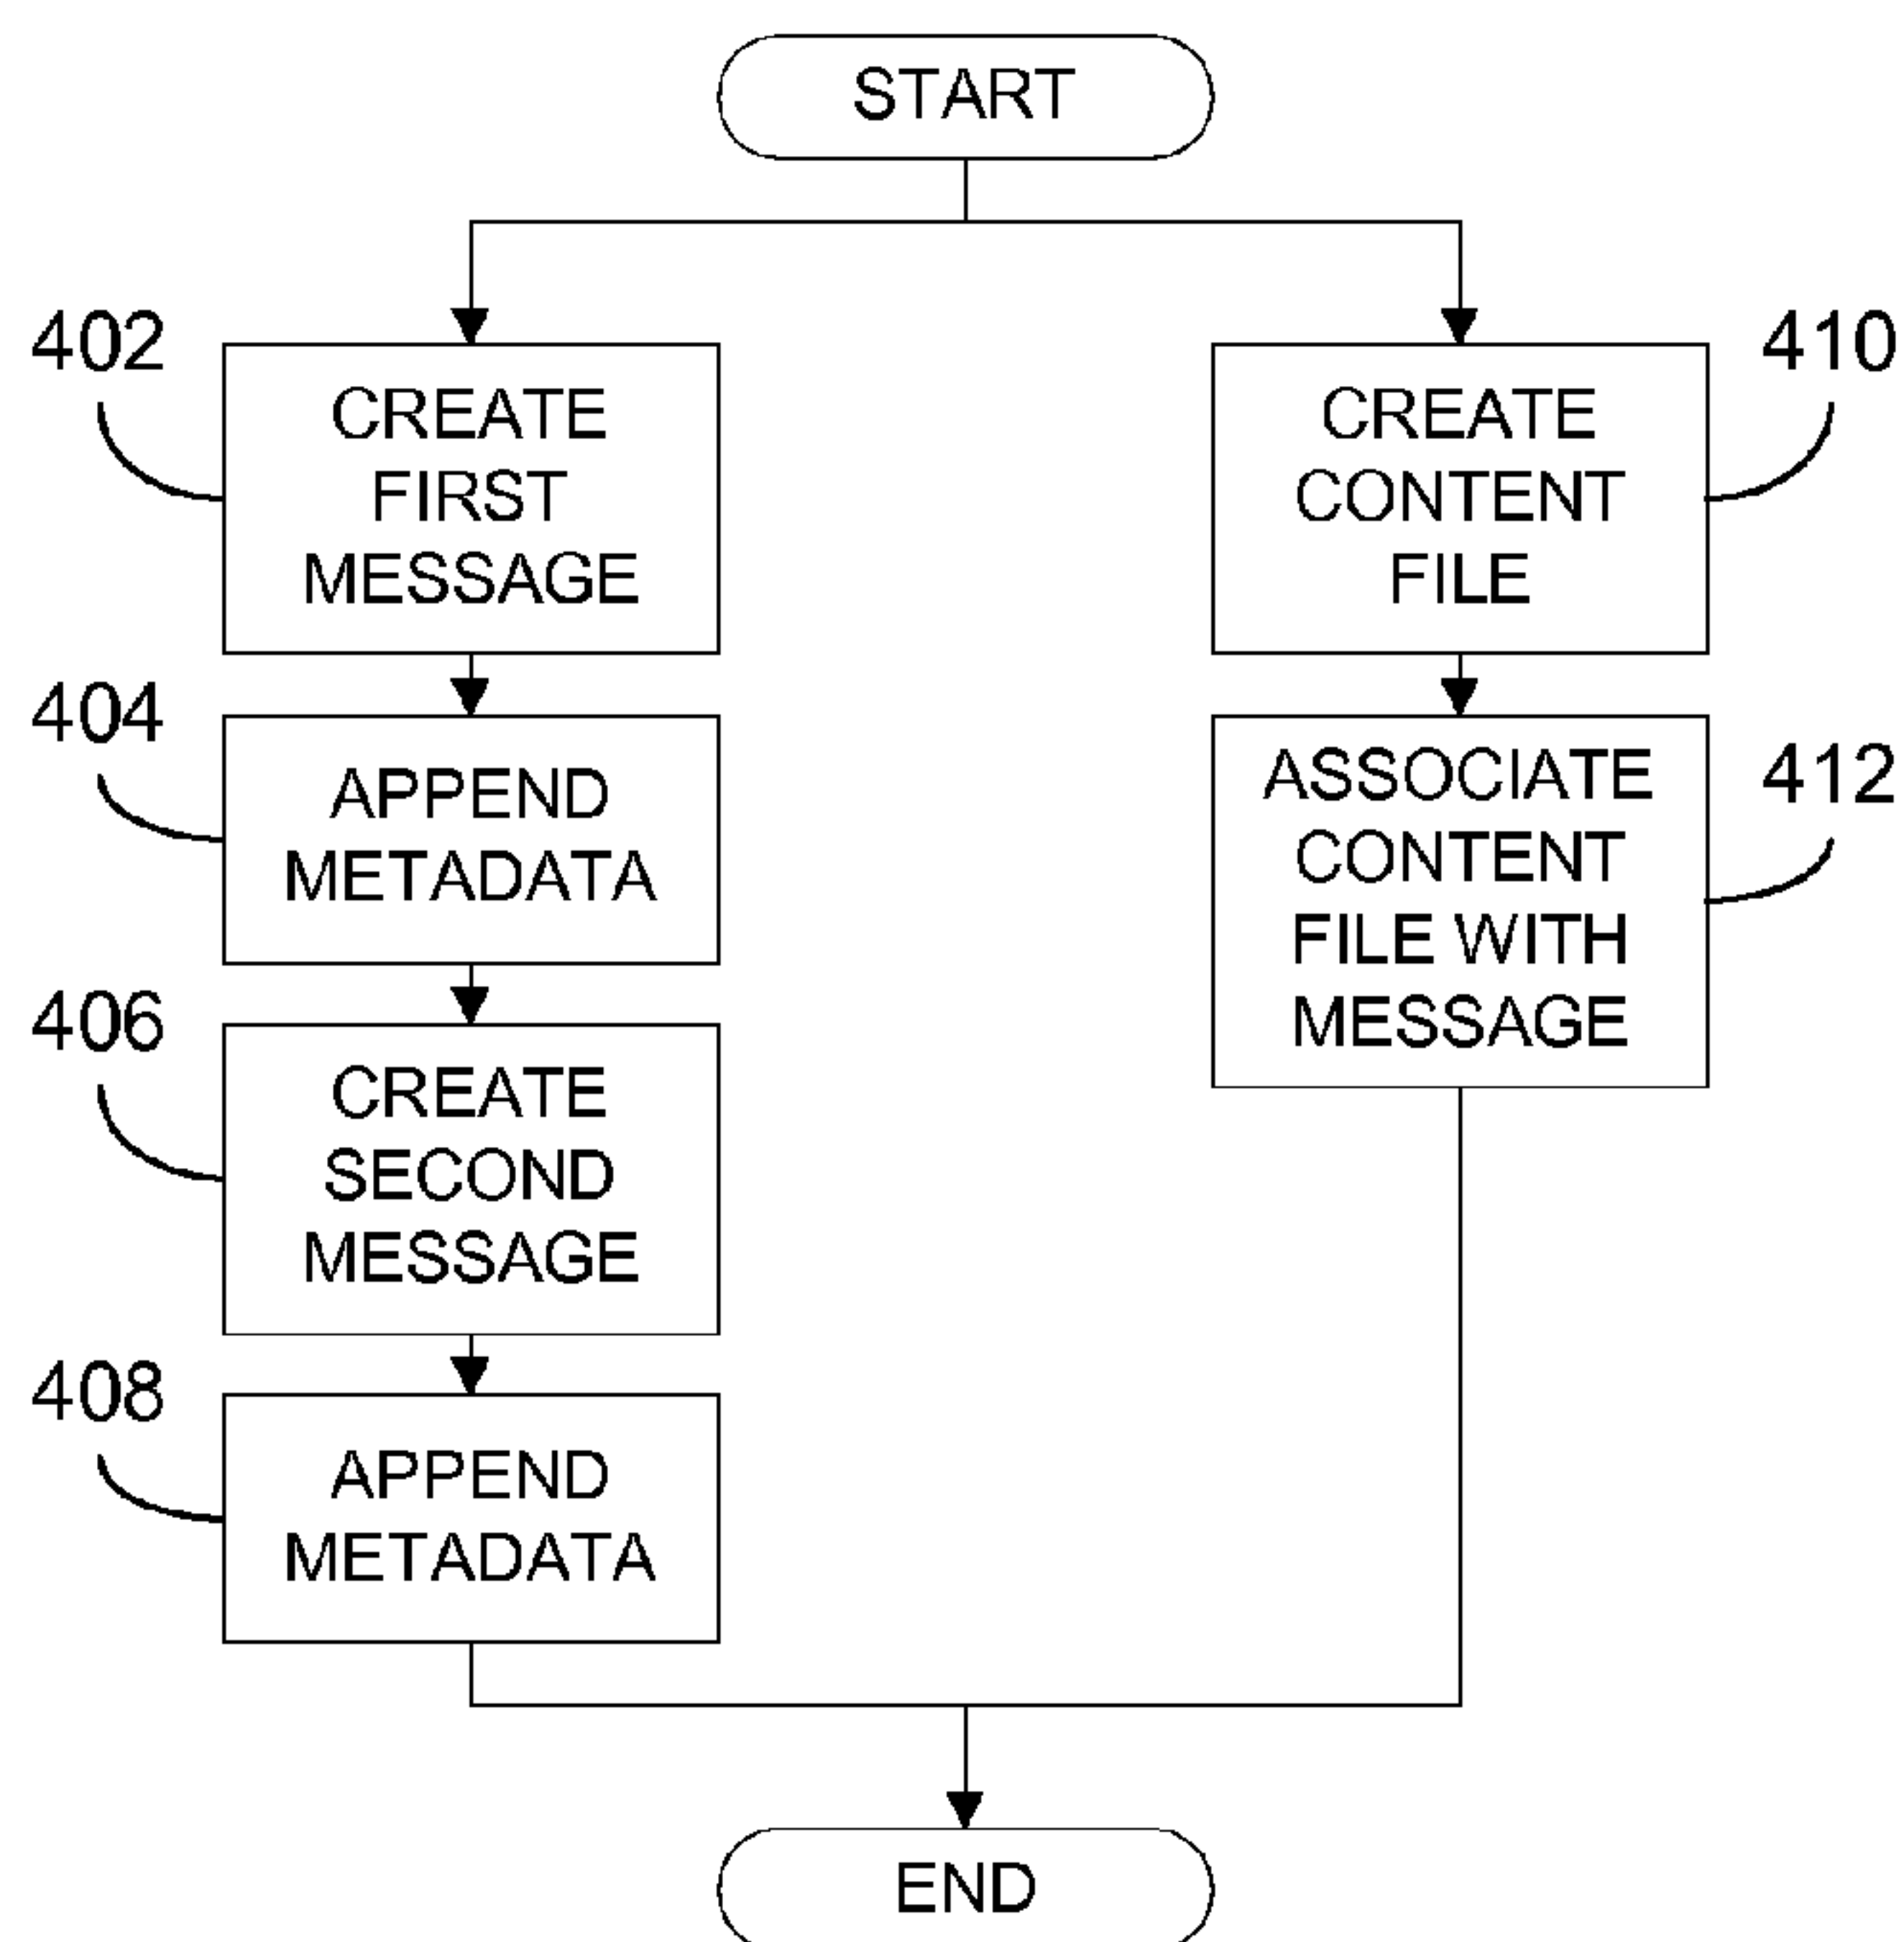 START
402
CREATE
FIRST
MESSAGE
404
APPEND
METADATA
406
CREATE
SECOND
MESSAGE
408
APPEND
METADATA
410
CREATE
CONTENT
FILE
412
ASSOCIATE
CONTENT
FILE WITH
MESSAGE
END